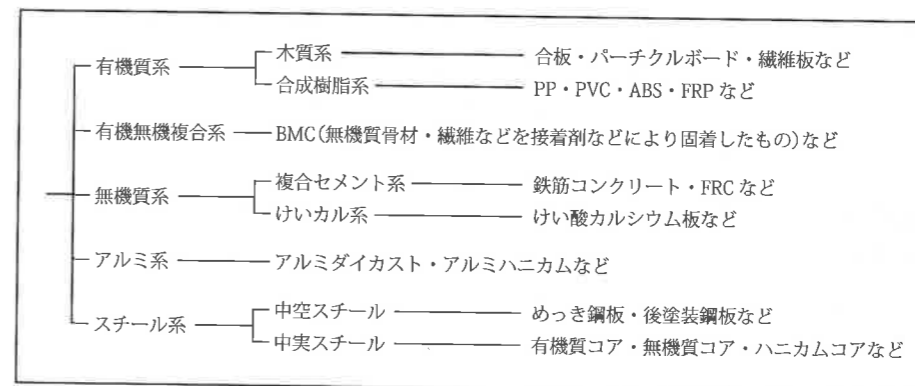 有機質系 木質系 合板・パーチクルボード・繊維板など
合成樹脂系 PP・PVC・ABS・FRP など
有機無機複合系 BMC(無機質骨材・繊維などを接着剤などにより固着したもの)など
無機質系 複合セメント系 鉄筋コンクリート・FRC など
けいカル系 けい酸カルシウム板など
アルミ系 アルミダイカスト・アルミハニカムなど
スチール系 中空スチール めっき鋼板・後塗装鋼板など
中実スチール 有機質コア・無機質コア・ハニカムコアなど